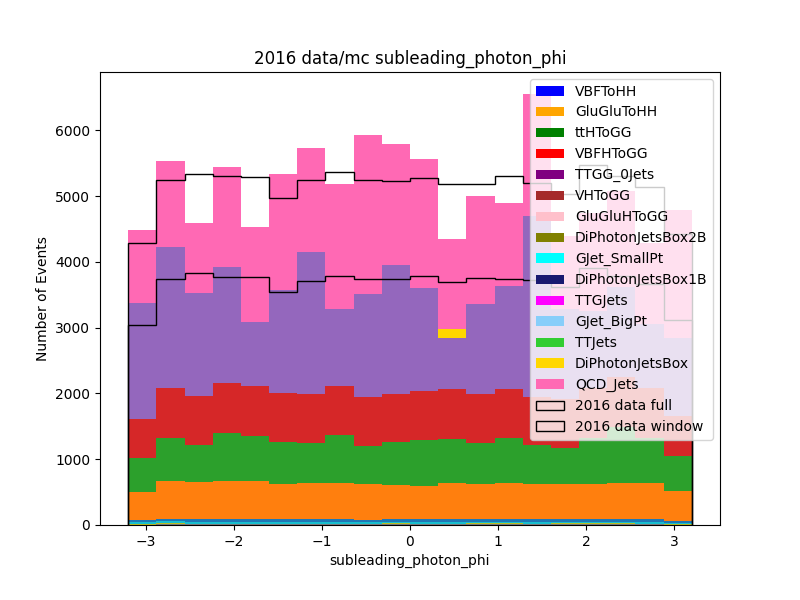 2016 data/mc subleading_photon_phi
Number of Events
6000
5000
4000
3000
2000
1000
0
−3
−2
−1
0
1
2
3
subleading_photon_phi
VBFToHH
GluGluToHH
ttHToGG
VBFHToGG
TTGG_0Jets
VHToGG
GluGluHToGG
DiPhotonJetsBox2B
GJet_SmallPt
DiPhotonJetsBox1B
TTGJets
GJet_BigPt
TTJets
DiPhotonJetsBox
QCD_Jets
2016 data full
2016 data window